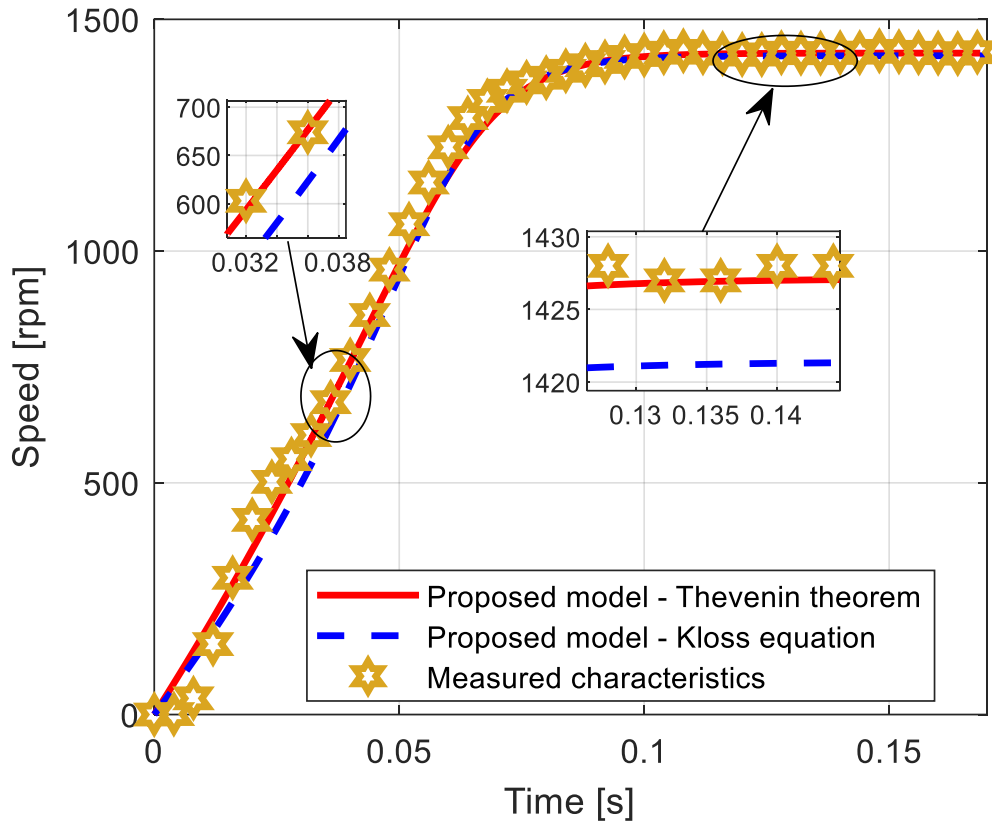 1500
1000
500
0
Speed [rpm]
700
650
600
0.032 0.038
1430
1425
1420
0.13 0.135 0.14
Proposed model - Thevenin theorem
Proposed model - Kloss equation
Measured characteristics
0 0.05 0.1 0.15
Time [s]